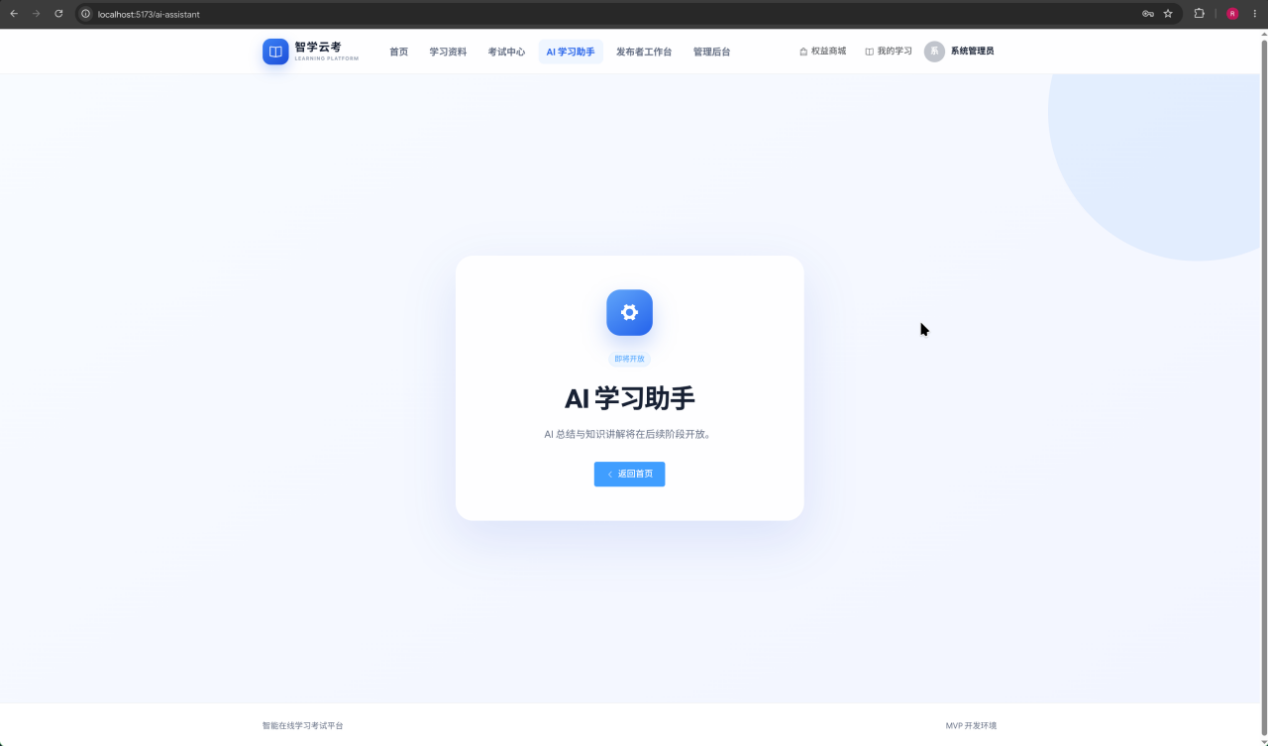 localhost:5173/ai-assistant
R
智学云考
LEARNING PLATFORM
首页 学习资料 考试中心 AI 学习助手 发布者工作台 管理后台 权益商城 我的学习 系 系统管理员
即将开放
AI 学习助手
AI 总结与知识讲解将在后续阶段开放。
返回首页
智能在线学习考试平台 MVP 开发环境